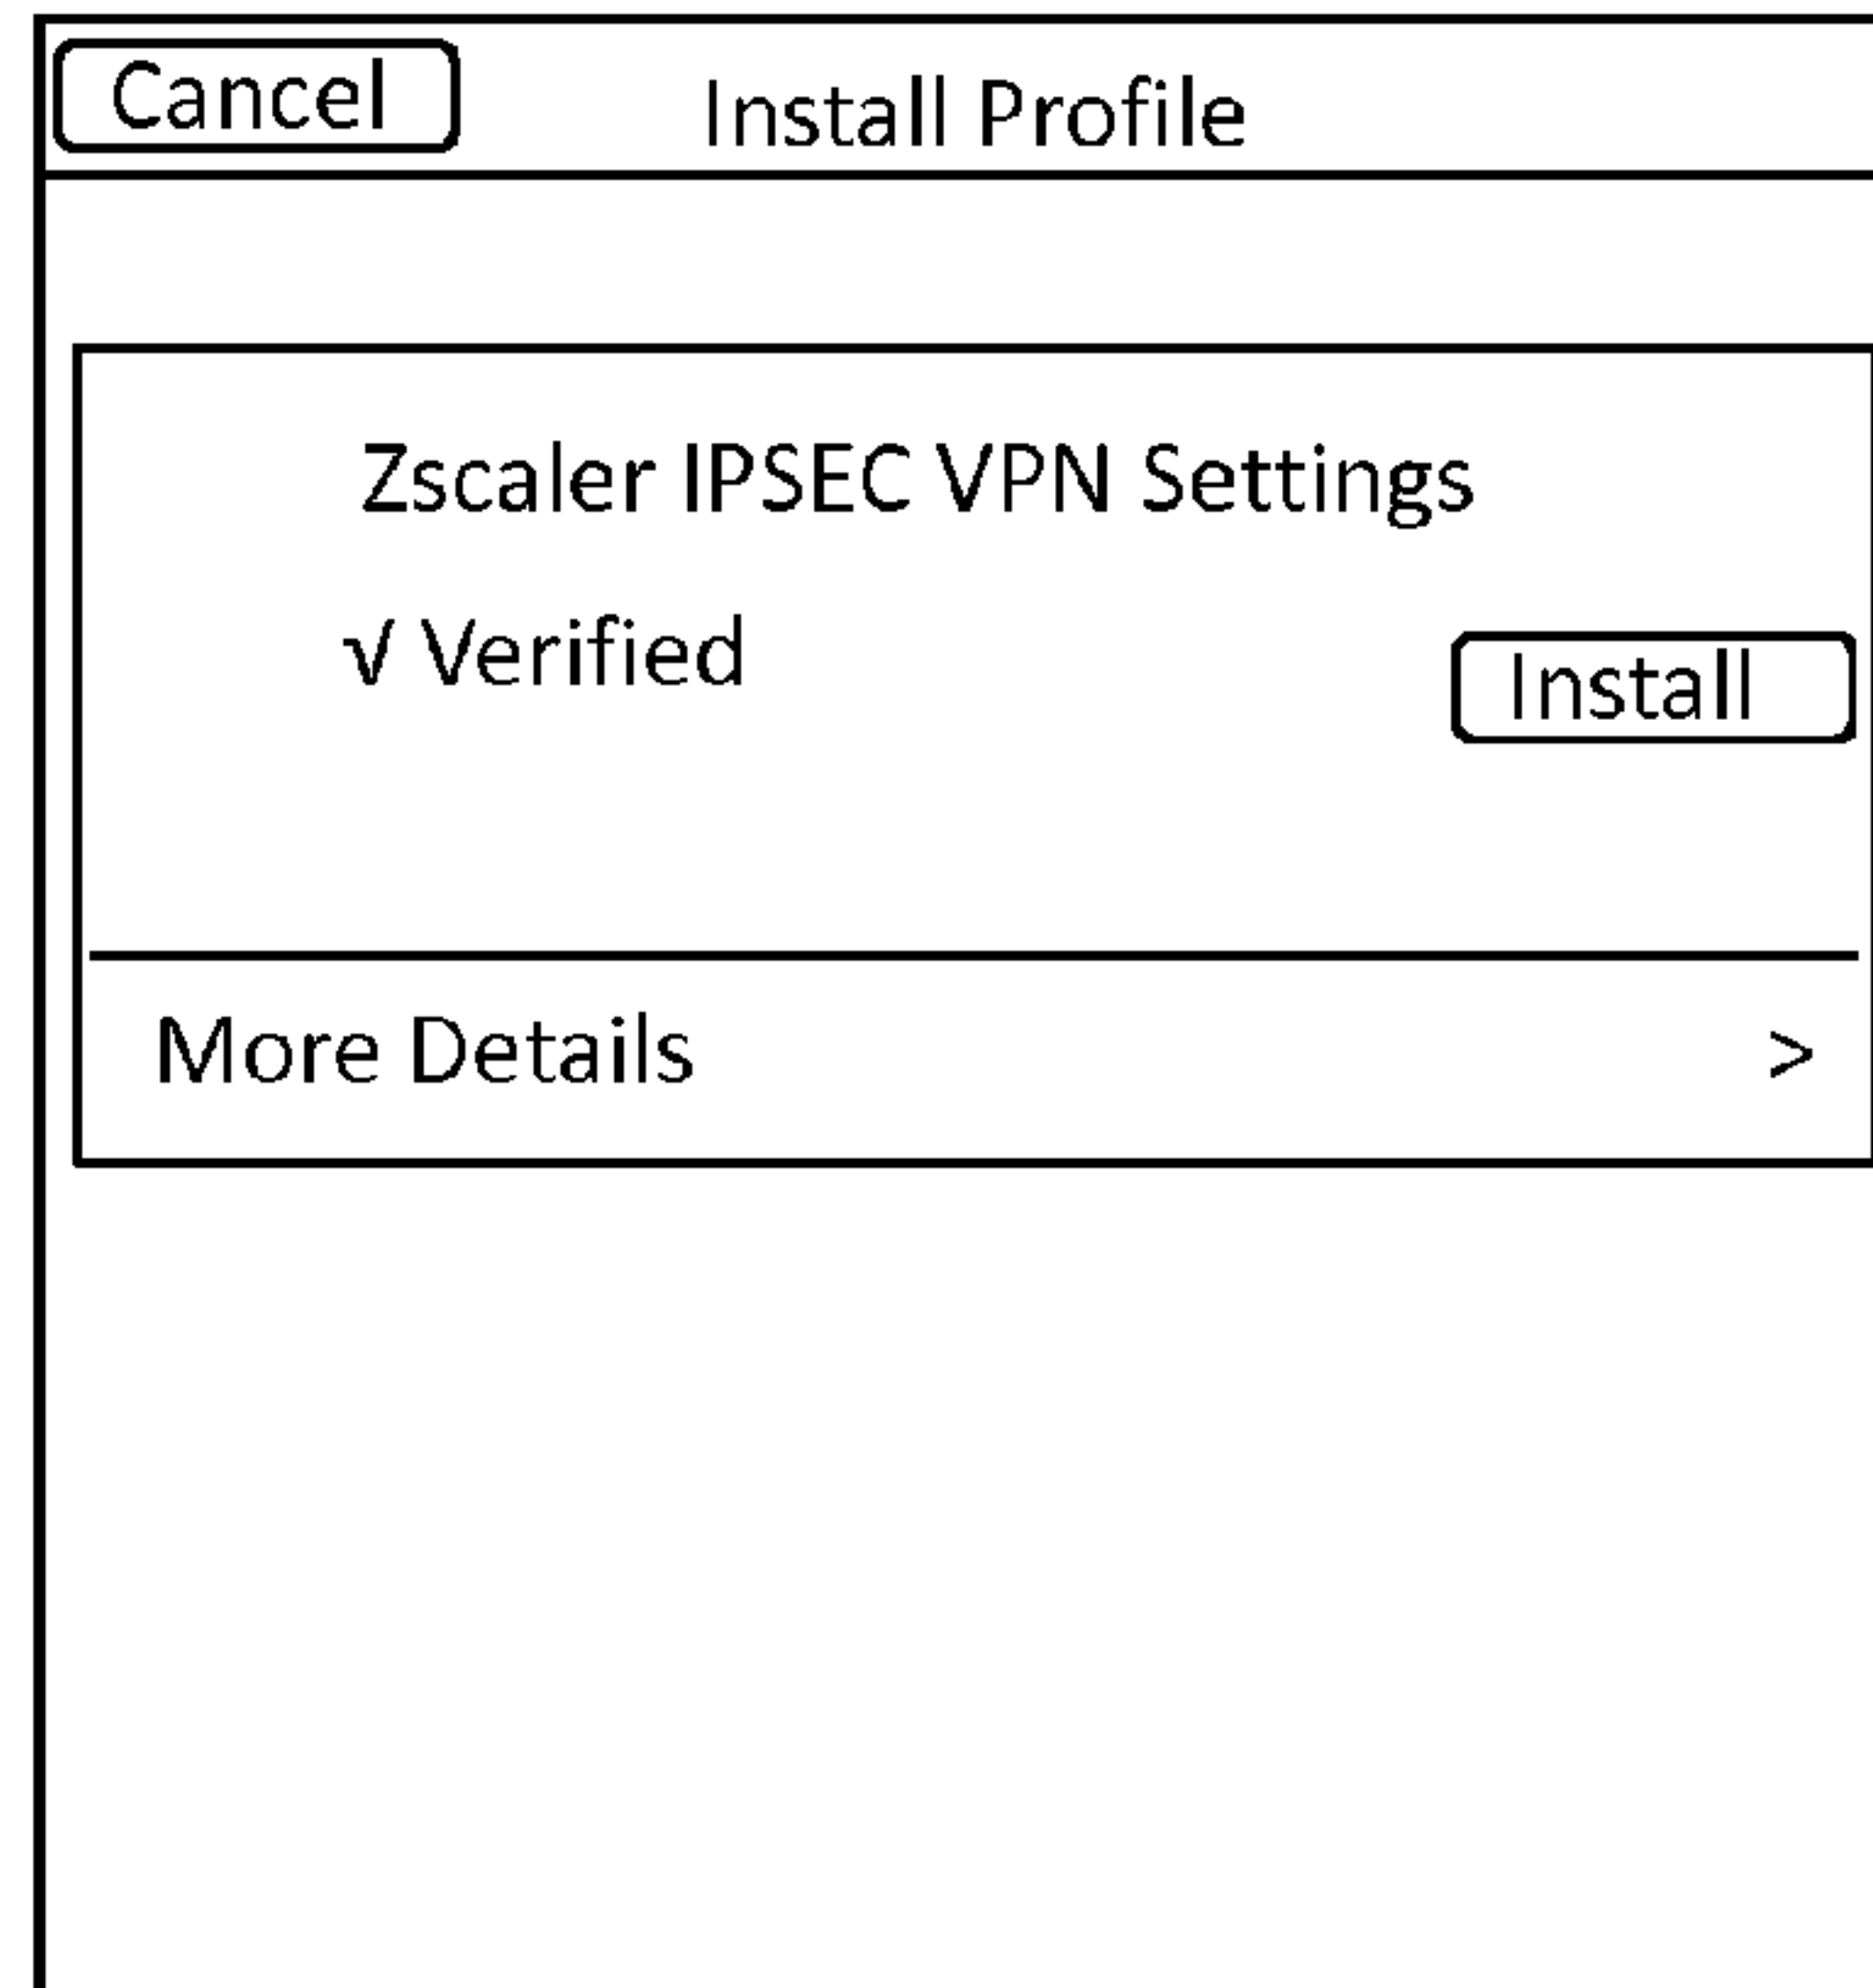 Cancel
Install Profile
Zscaler IPSEC VPN Settings
√ Verified
Install
More Details >